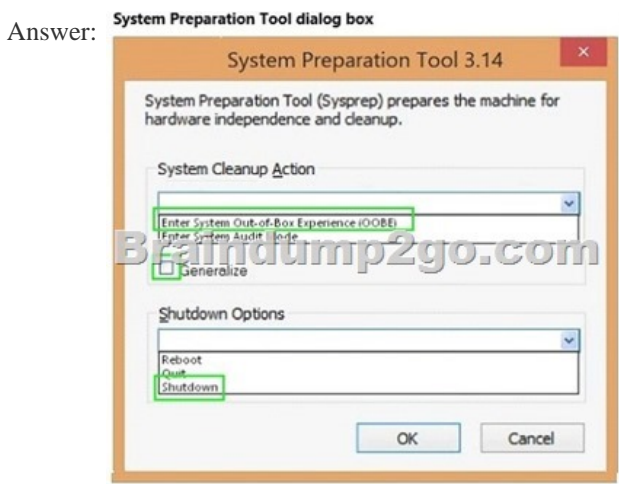 System Preparation Tool dialog box
Answer:
System Preparation Tool 3.14
×
System Preparation Tool (Sysprep) prepares the machine for
hardware independence and cleanup.
System Cleanup Action
Enter System Out-of-Box Experience (OOBE)
Enter System Audit Mode
Braindump2go.com
Generalize
Shutdown Options
Reboot
Quit
Shutdown
OK
Cancel